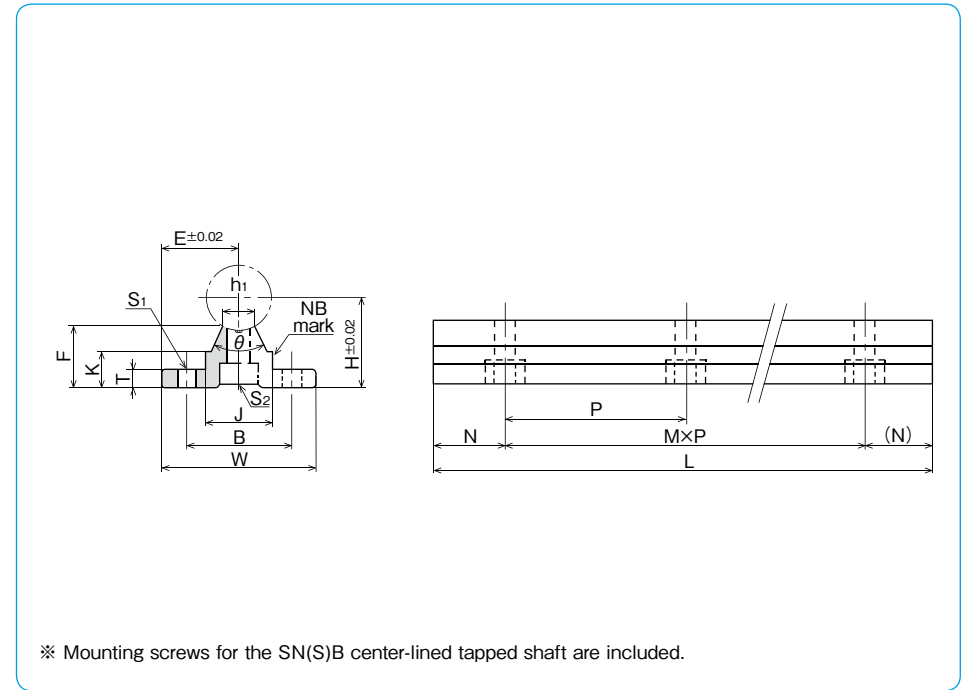 E±0.02
h1
S1
NB
mark
θ
F
K
T
H±0.02
S2
J
B
W
P
N
M×P
(N)
L
※ Mounting screws for the SN(S)B center-lined tapped shaft are included.